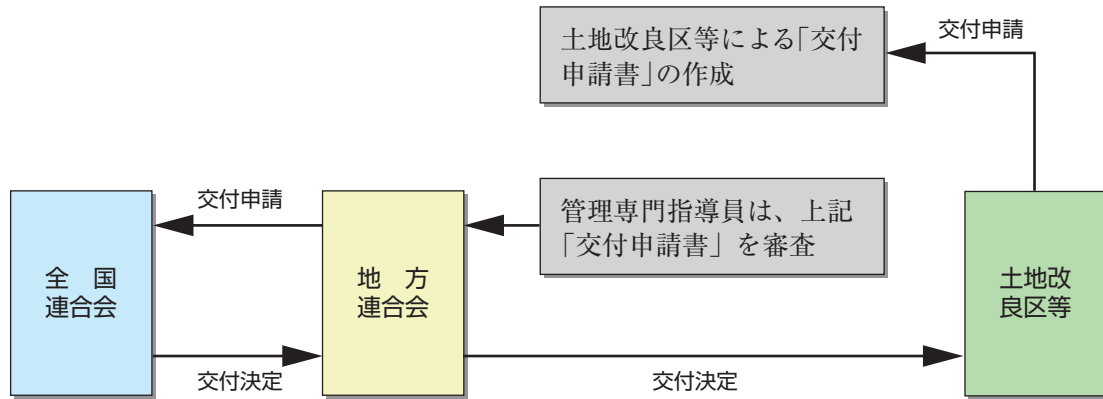 土地改良区等による「交付
申請書」の作成
交付申請
交付申請
管理専門指導員は、上記
「交付申請書」を審査
全　国
連合会
地　方
連合会
土地改
良区等
交付決定
交付決定